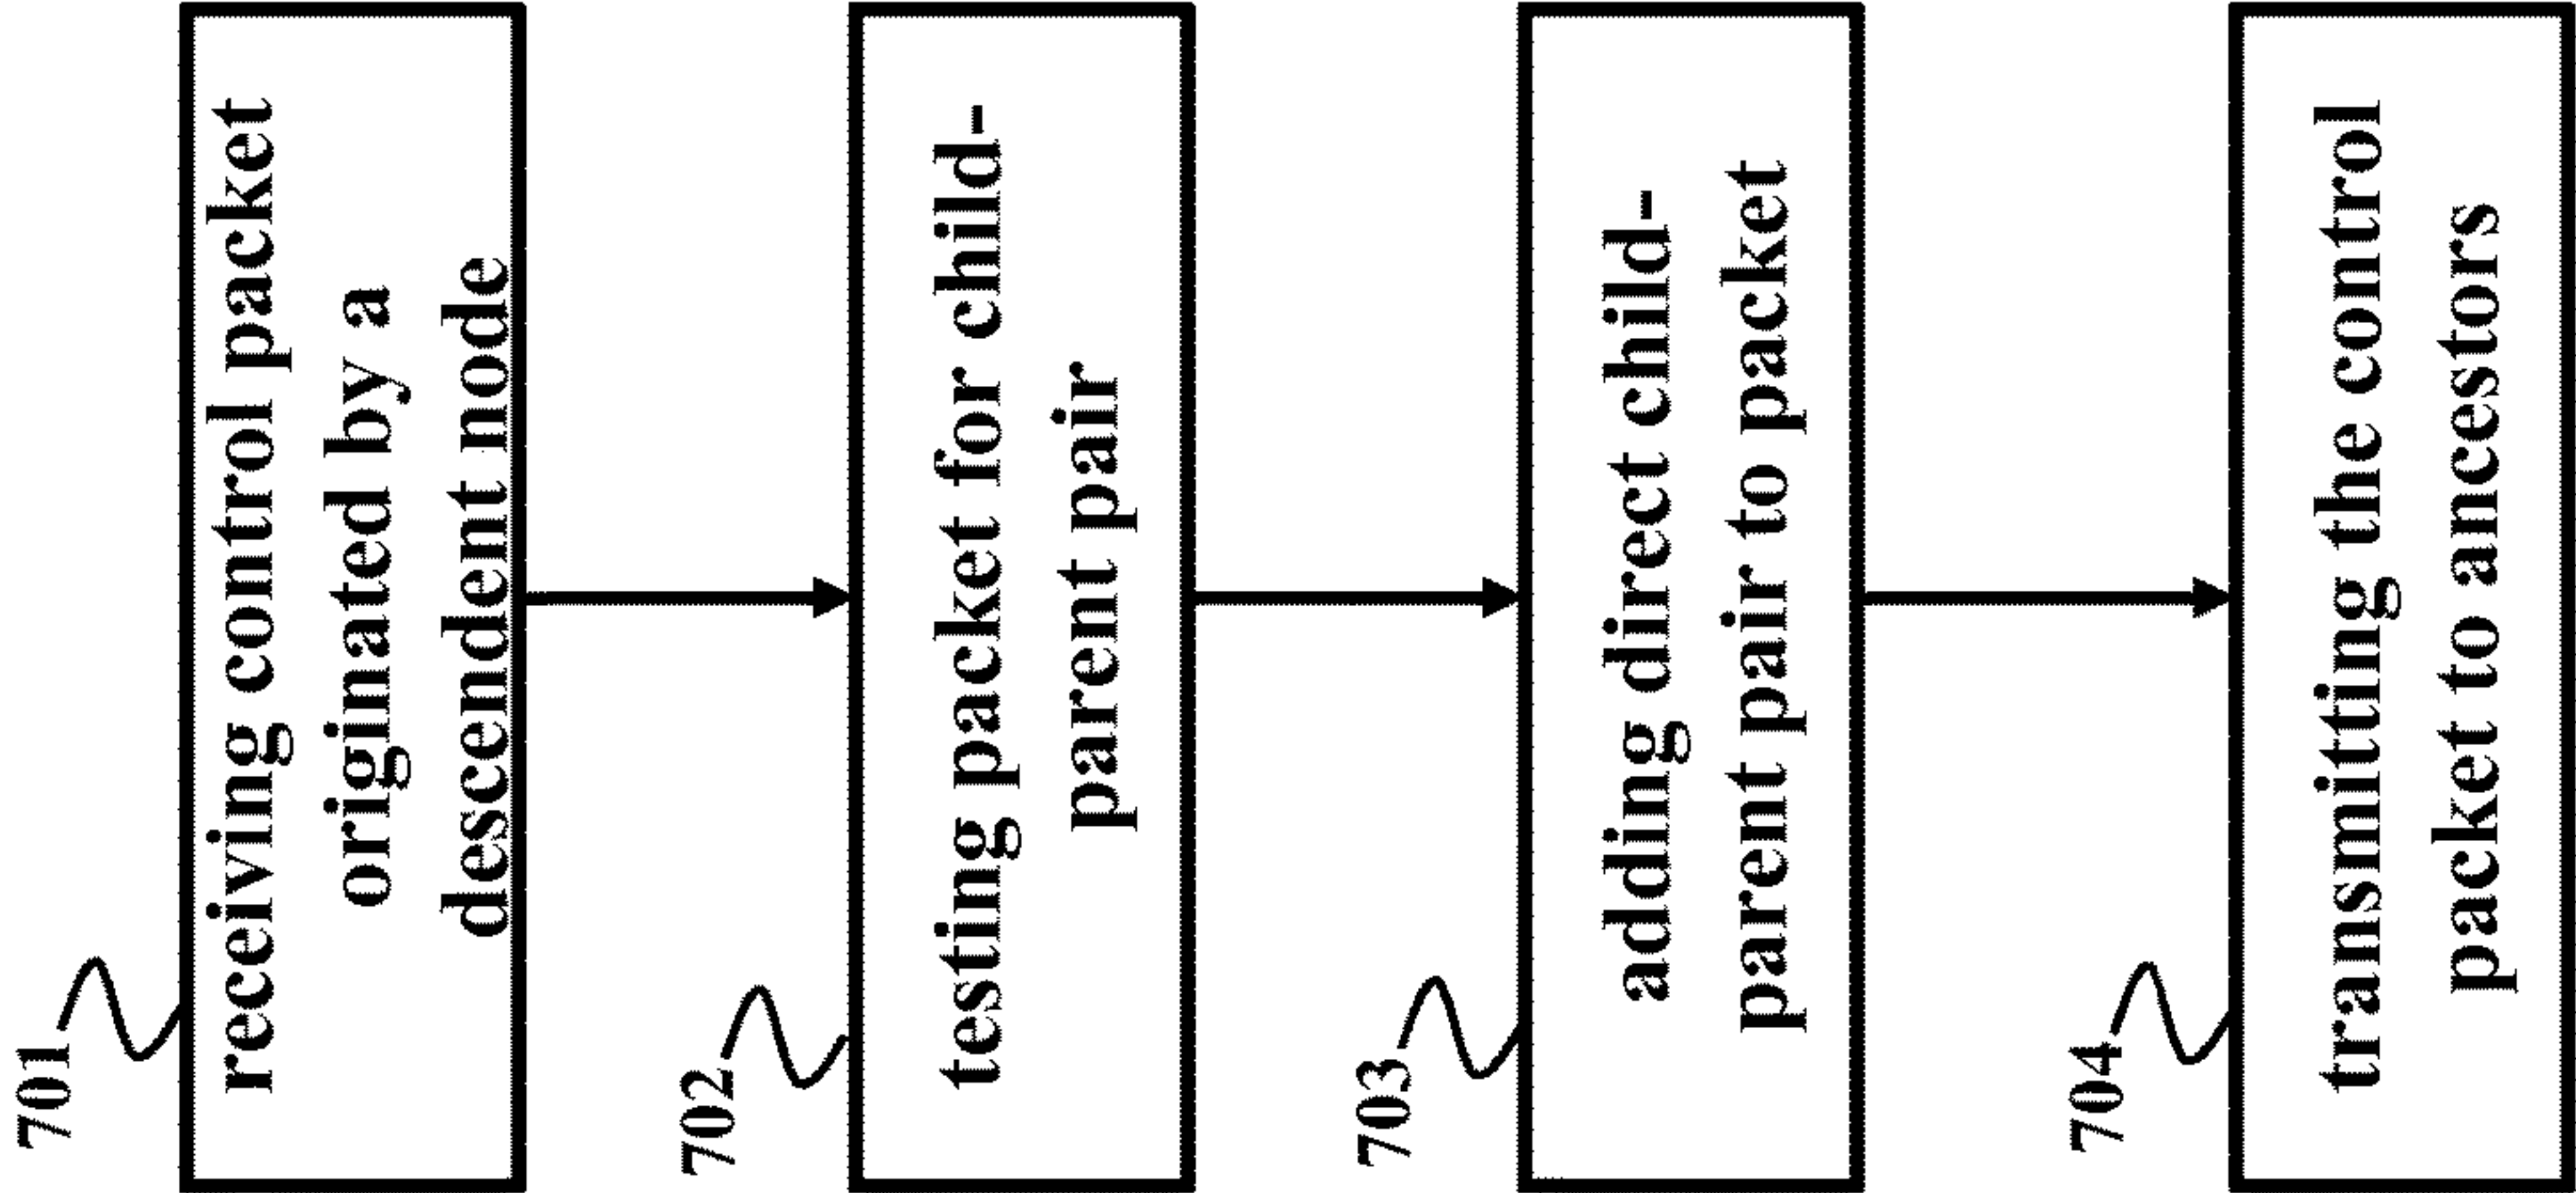 701
receiving control packet
originated by a
descendent node
702
testing packet for child-
parent pair
703
adding direct child-
parent pair to packet
704
transmitting the control
packet to ancestors